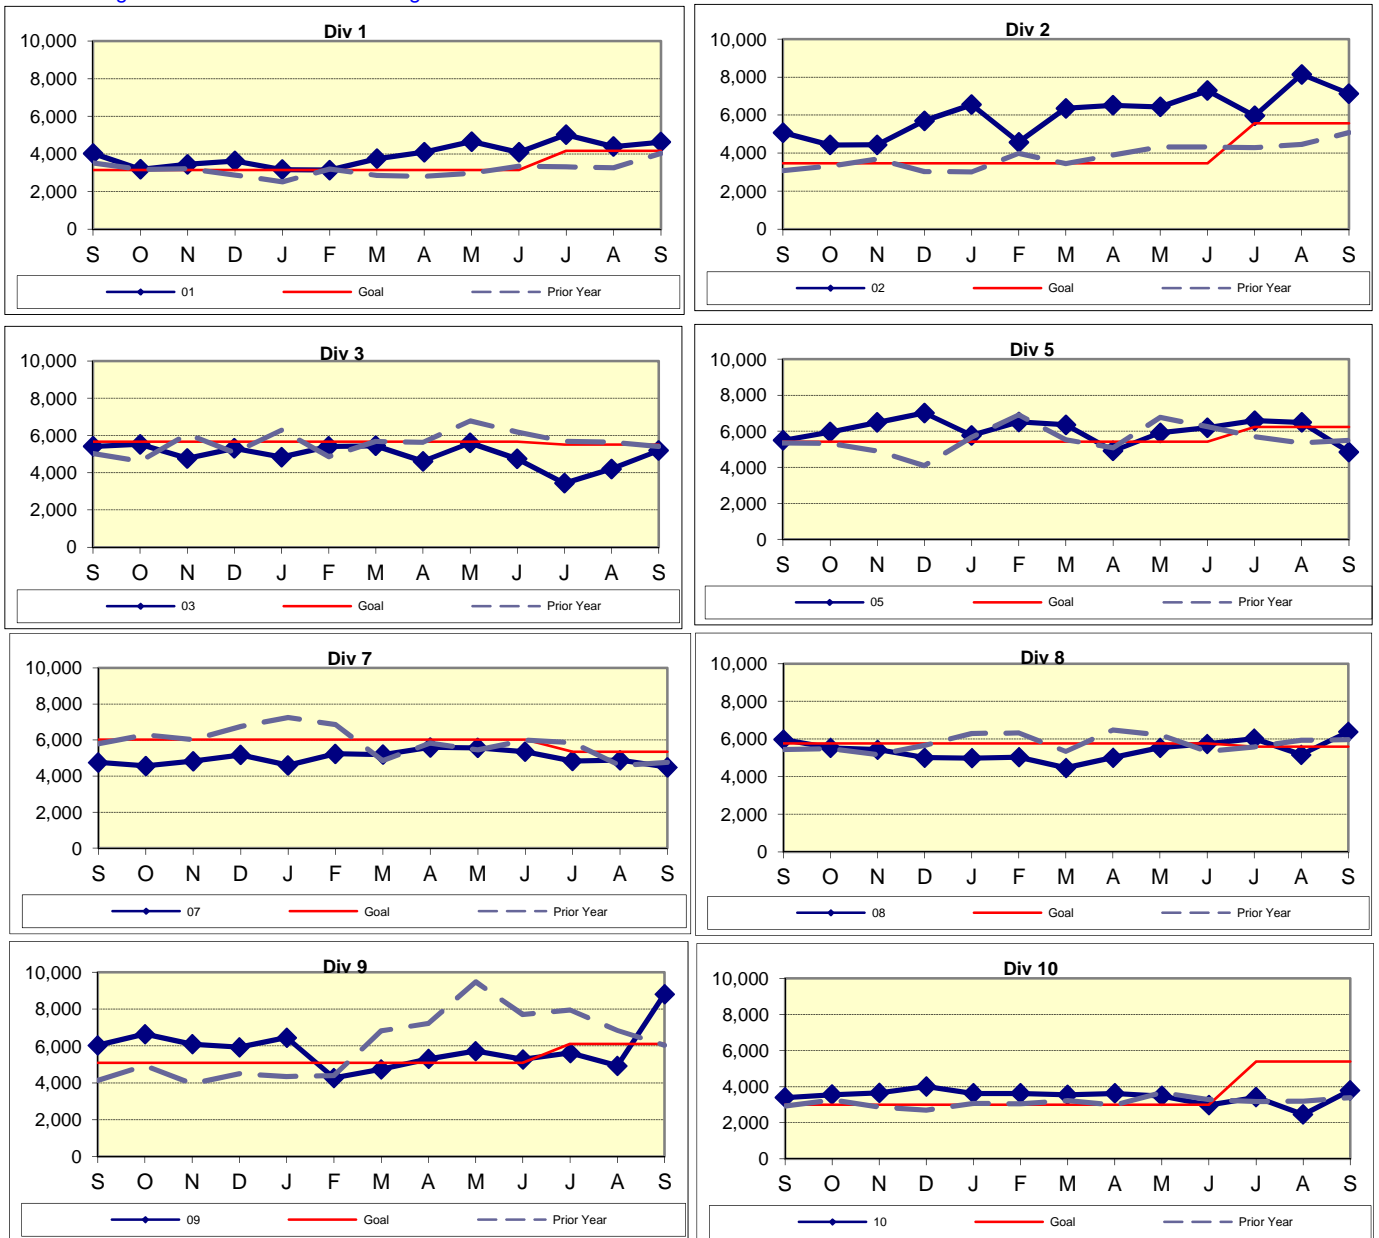 Div 1
10,000
8,000
6,000
4,000
2,000
0
S O N D J F M A M J J A S
01 Goal Prior Year
Div 2
10,000
8,000
6,000
4,000
2,000
0
S O N D J F M A M J J A S
02 Goal Prior Year
Div 3
10,000
8,000
6,000
4,000
2,000
0
S O N D J F M A M J J A S
03 Goal Prior Year
Div 5
10,000
8,000
6,000
4,000
2,000
0
S O N D J F M A M J J A S
05 Goal Prior Year
Div 7
10,000
8,000
6,000
4,000
2,000
0
S O N D J F M A M J J A S
07 Goal Prior Year
Div 8
10,000
8,000
6,000
4,000
2,000
0
S O N D J F M A M J J A S
08 Goal Prior Year
Div 9
10,000
8,000
6,000
4,000
2,000
0
S O N D J F M A M J J A S
09 Goal Prior Year
Div 10
10,000
8,000
6,000
4,000
2,000
0
S O N D J F M A M J J A S
10 Goal Prior Year